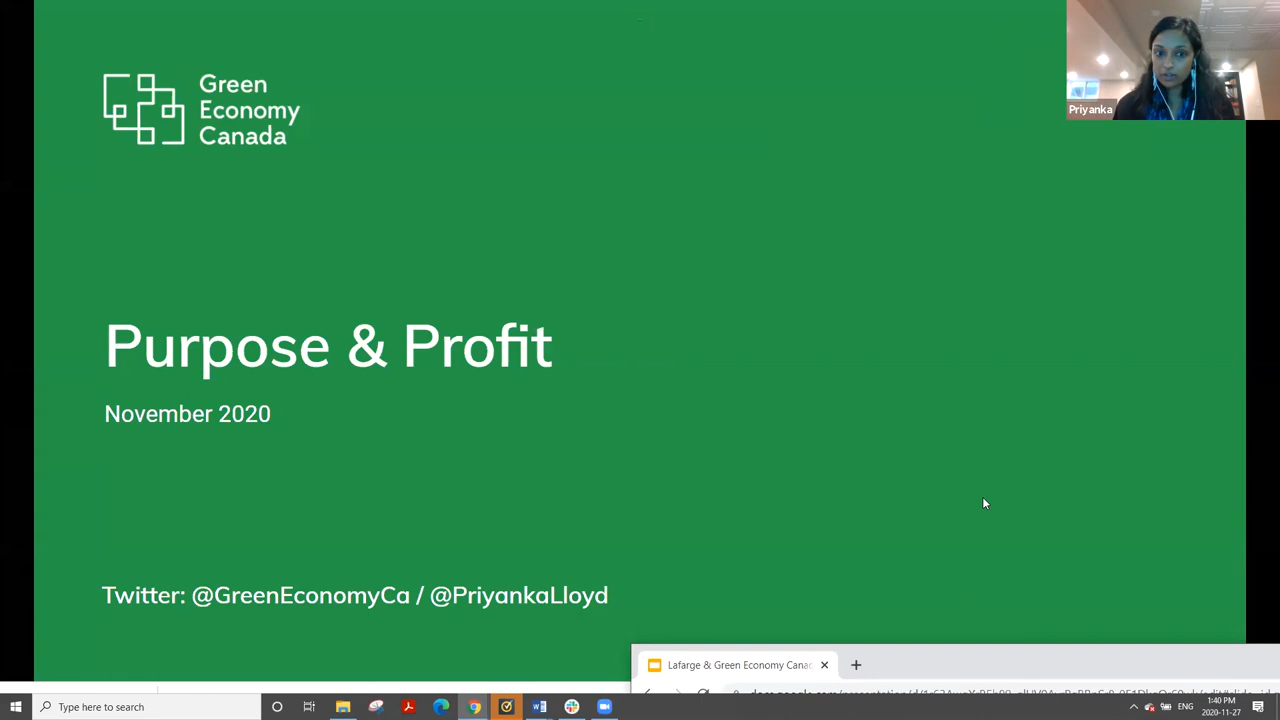 Green
Economy
Canada
Priyanka
Purpose & Profit
November 2020
Twitter: @GreenEconomyCa / @PriyankaLloyd
Lafarge & Green Economy Cana
Type here to search
ENG
1:40 PM
2020-11-27